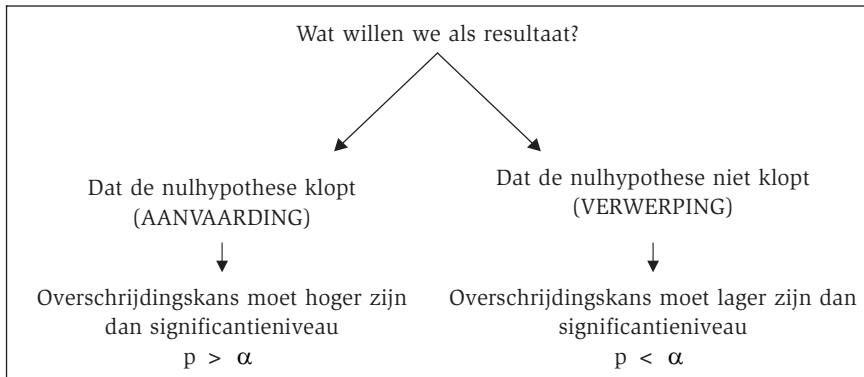 Wat willen we als resultaat?
Dat de nulhypothese klopt
(AANVAARDING)
Overschrijdingskans moet hoger zijn
dan significantieniveau
p > α
Dat de nulhypothese niet klopt
(VERWERPING)
Overschrijdingskans moet lager zijn dan
significantieniveau
p < α